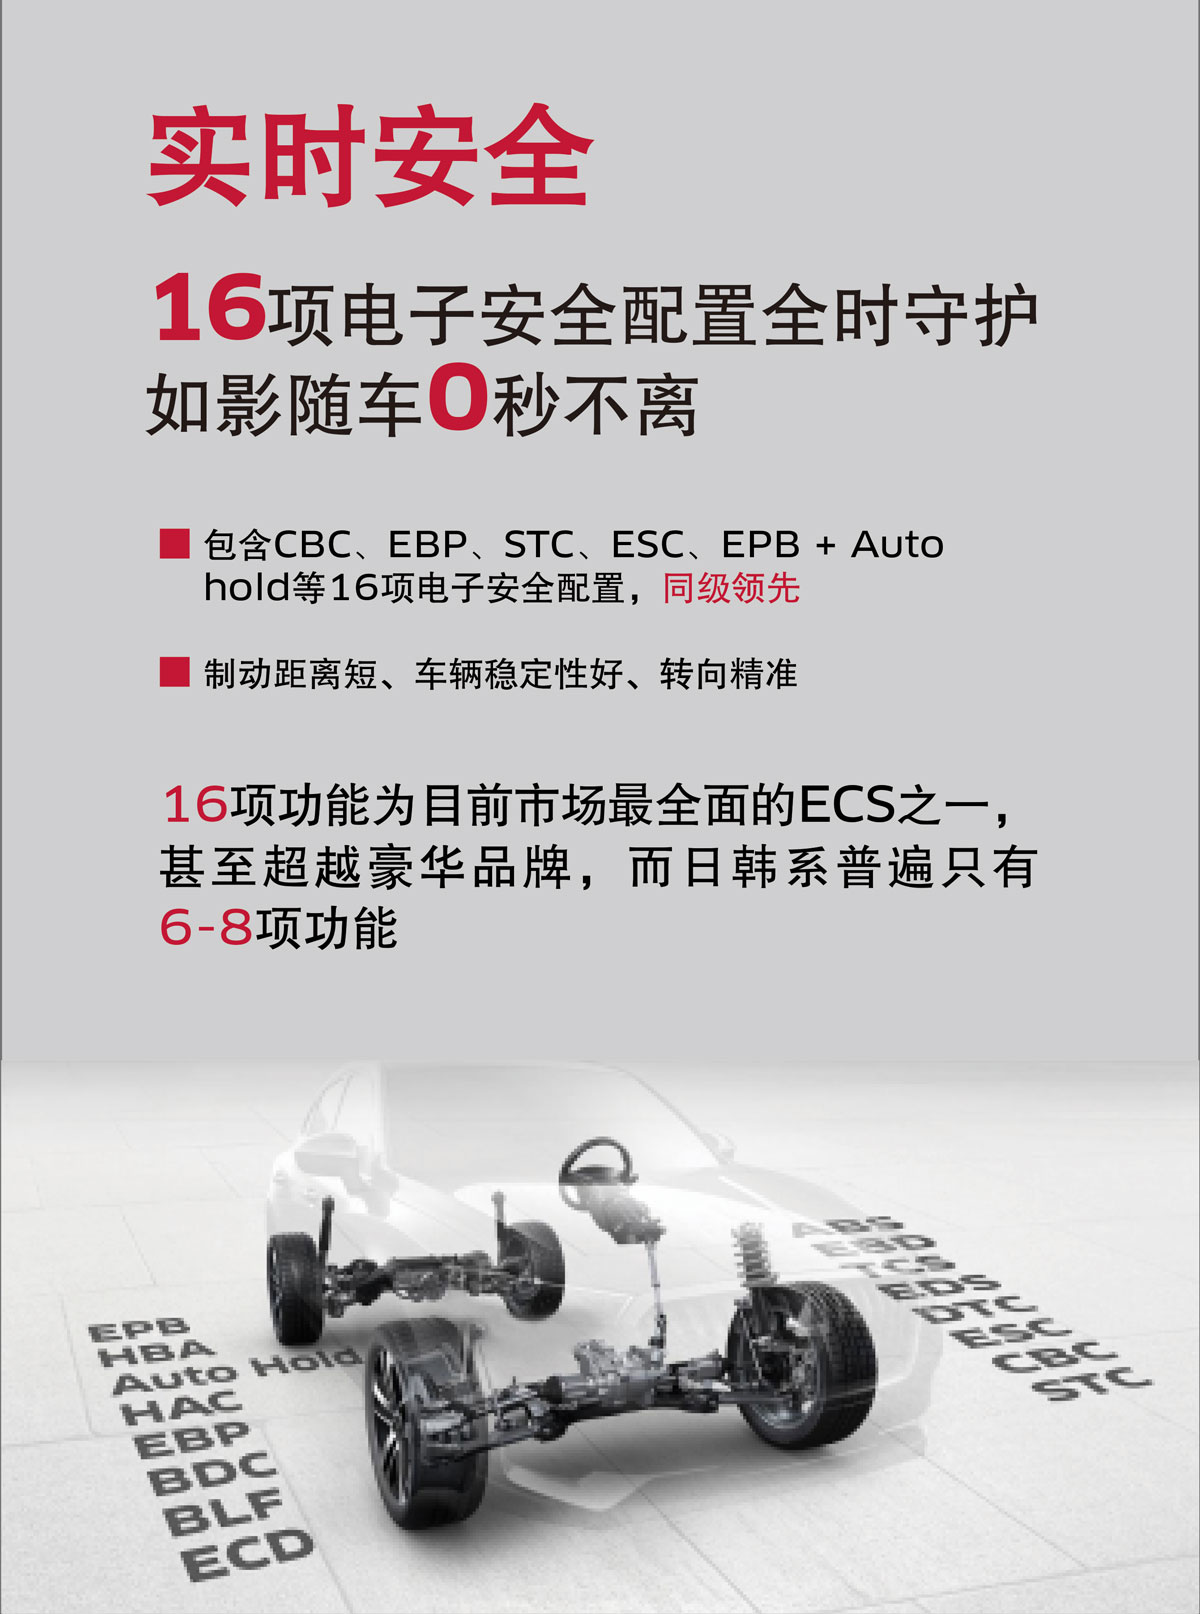 实时安全
16项电子安全配置全时守护
如影随车0秒不离
包含CBC、EBP、STC、ESC、EPB + Auto
hold等16项电子安全配置，同级领先
制动距离短、车辆稳定性好、转向精准
16项功能为目前市场最全面的ECS之一，
甚至超越豪华品牌，而日韩系普遍只有
6-8项功能
EPB
HBA
Auto Hold
HAC
EBP
BDC
BLF
ECD
ABS
EBD
TCS
EDS
DTC
ESC
CBC
STC